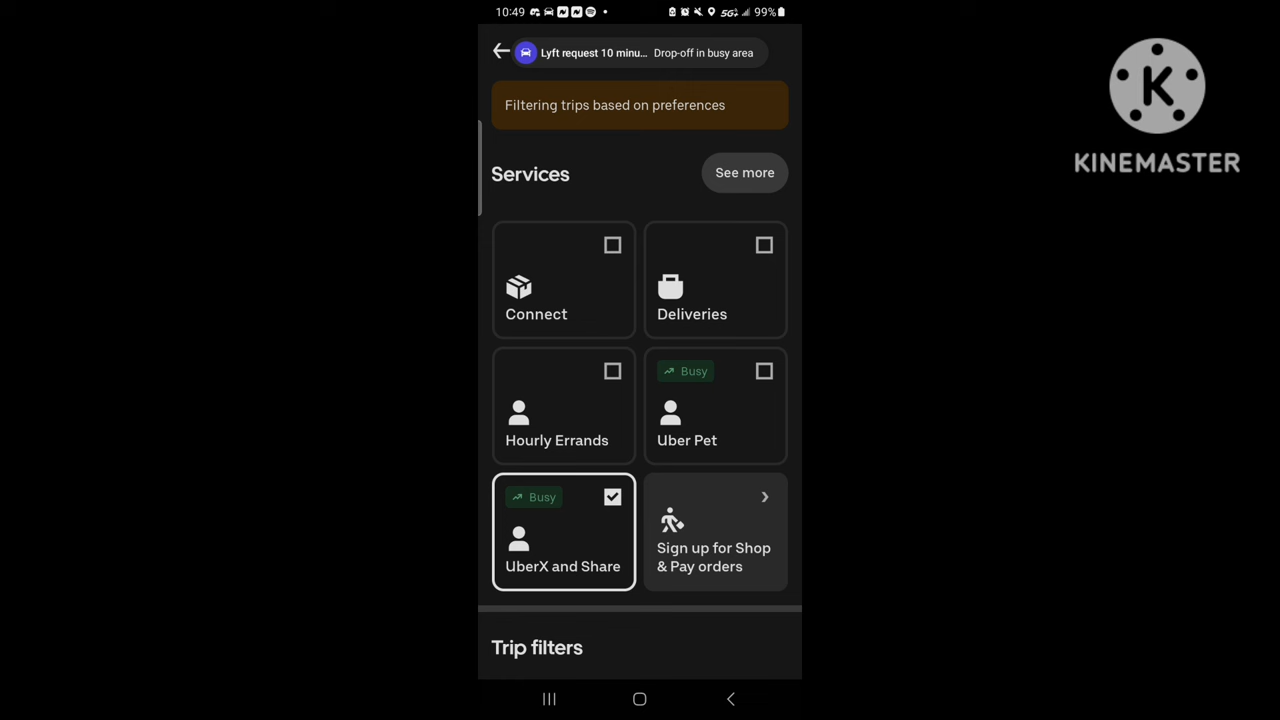 10:49
5G
99%
Lyft request 10 minu... Drop-off in busy area
Filtering trips based on preferences
Services
See more
Connect
Deliveries
Hourly Errands
Busy
Uber Pet
Busy
UberX and Share
Sign up for Shop
& Pay orders
Trip filters
K
KINEMASTER